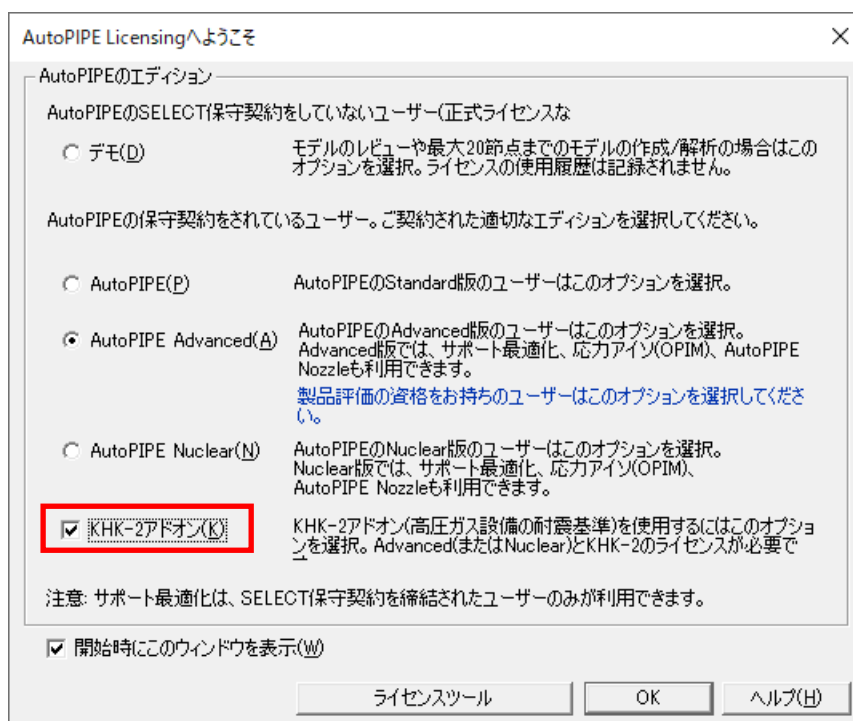 AutoPIPE Licensingへようこそ
AutoPIPEのエディション
AutoPIPEのSELECT保守契約をしていないユーザー(正式ライセンスな
デモ(D)
モデルのレビューや最大20節点までのモデルの作成/解析の場合はこの
オプションを選択。ライセンスの使用履歴は記録されません。
AutoPIPEの保守契約をされているユーザー。ご契約された適切なエディションを選択してください。
AutoPIPE(P)
AutoPIPEのStandard版のユーザーはこのオプションを選択。
AutoPIPE Advanced(A)
AutoPIPEのAdvanced版のユーザーはこのオプションを選択。
Advanced版では、サポート最適化、応力アイソ(OPIM)、AutoPIPE
Nozzleも利用できます。
製品評価の資格をお持ちのユーザーはこのオプションを選択してくださ
い。
AutoPIPE Nuclear(N)
AutoPIPEのNuclear版のユーザーはこのオプションを選択。
Nuclear版では、サポート最適化、応力アイソ(OPIM)、
AutoPIPE Nozzleも利用できます。
KHK-2アドオン(K)
KHK-2アドオン(高圧ガス設備の耐震基準)を使用するにはこのオプショ
ンを選択。Advanced(またはNuclear)とKHK-2のライセンスが必要で
注意: サポート最適化は、SELECT保守契約を締結されたユーザーのみが利用できます。
開始時にこのウィンドウを表示(W)
ライセンスツール
OK
ヘルプ(H)